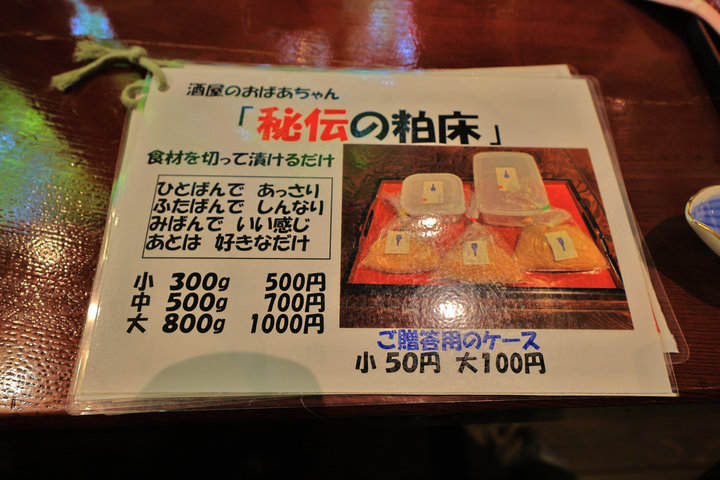 酒屋のおばあちゃん
「秘伝の粕床」
食材を切って漬けるだけ
ひとばんで あっさり
ふたばんで しんなり
みばんで いい感じ
あとは 好きなだけ
小 300g 500円
中 500g 700円
大 800g 1000円
ご贈答用のケース
小 50円 大100円